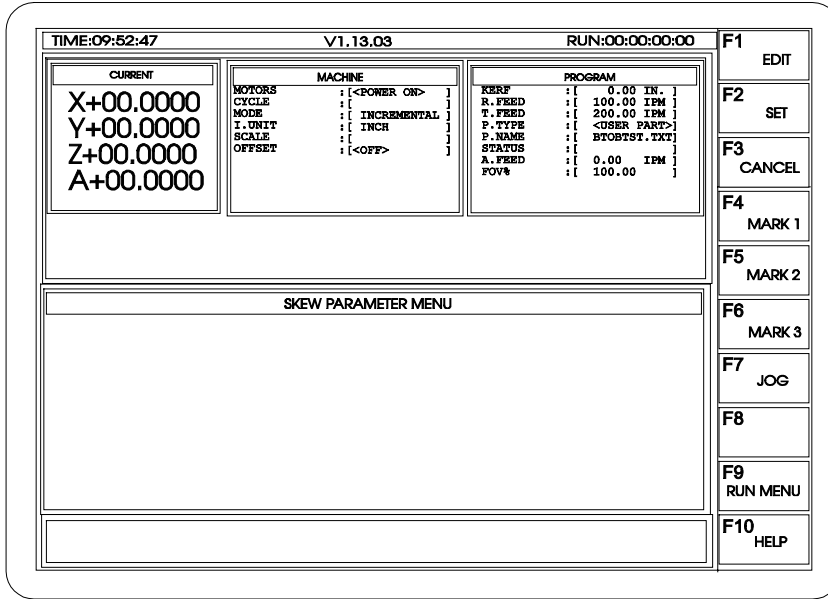 TIME:09:52:47 V1.13.03 RUN:00:00:00:00
CURRENT
X+00.0000
Y+00.0000
Z+00.0000
A+00.0000
MACHINE
MOTORS :[<POWER ON> ]
CYCLE :[ ]
MODE :[ INCREMENTAL ]
I.UNIT :[ INCH ]
SCALE :[ ]
OFFSET :[<OFF> ]
PROGRAM
KERF :[ 0.00 IN. ]
R.FEED :[ 100.00 IPM ]
T.FEED :[ 200.00 IPM ]
P.TYPE :[ <USER PART>]
P.NAME :[ BTOBTST.TXT]
STATUS :[ ]
A.FEED :[ 0.00 IPM ]
FOV% :[ 100.00 ]
SKEW PARAMETER MENU
F1 EDIT
F2 SET
F3 CANCEL
F4 MARK 1
F5 MARK 2
F6 MARK 3
F7 JOG
F8
F9 RUN MENU
F10 HELP